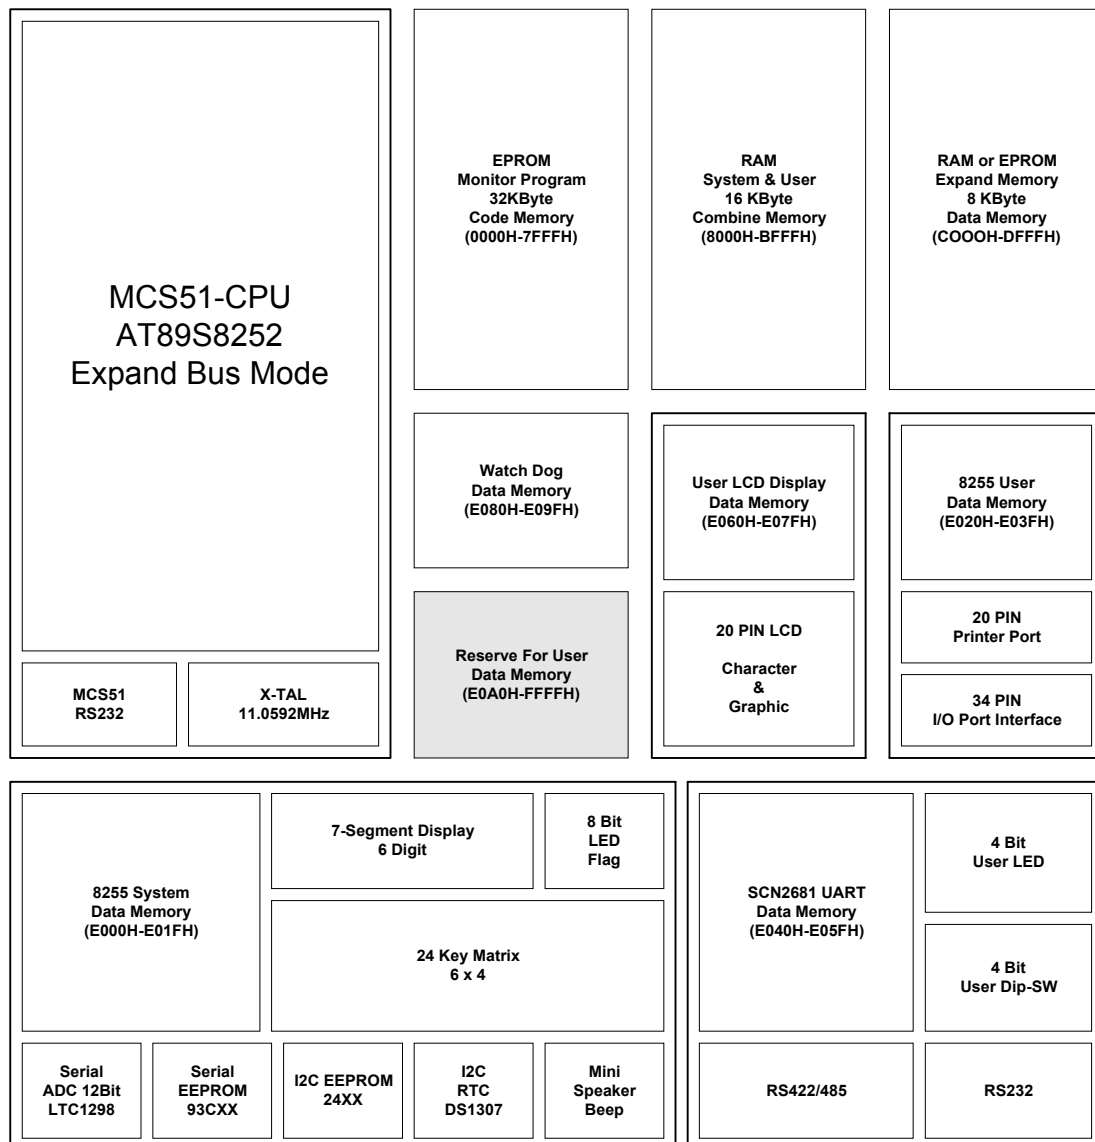 MCS51-CPU
AT89S8252
Expand Bus Mode
MCS51
RS232
X-TAL
11.0592MHz
EPROM
Monitor Program
32KByte
Code Memory
(0000H-7FFFH)
RAM
System & User
16 KByte
Combine Memory
(8000H-BFFFH)
RAM or EPROM
Expand Memory
8 KByte
Data Memory
(COOOH-DFFFH)
Watch Dog
Data Memory
(E080H-E09FH)
Reserve For User
Data Memory
(E0A0H-FFFFH)
User LCD Display
Data Memory
(E060H-E07FH)
20 PIN LCD
Character
&
Graphic
8255 User
Data Memory
(E020H-E03FH)
20 PIN
Printer Port
34 PIN
I/O Port Interface
8255 System
Data Memory
(E000H-E01FH)
7-Segment Display
6 Digit
8 Bit
LED
Flag
24 Key Matrix
6 x 4
Serial
ADC 12Bit
LTC1298
Serial
EEPROM
93CXX
I2C EEPROM
24XX
I2C
RTC
DS1307
Mini
Speaker
Beep
SCN2681 UART
Data Memory
(E040H-E05FH)
4 Bit
User LED
4 Bit
User Dip-SW
RS422/485
RS232